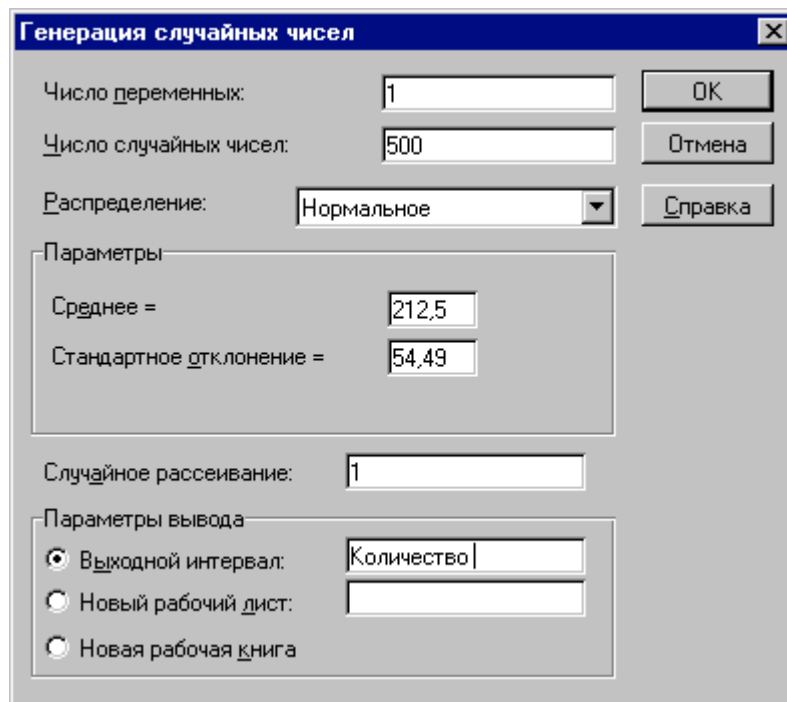 Генерация случайных чисел
Число переменных: 1 OK
Число случайных чисел: 500 Отмена
Распределение: Нормальное Справка
Параметры
Среднее = 212,5
Стандартное отклонение = 54,49
Случайное рассеивание: 1
Параметры вывода
Выходной интервал: Количество
Новый рабочий лист:
Новая рабочая книга